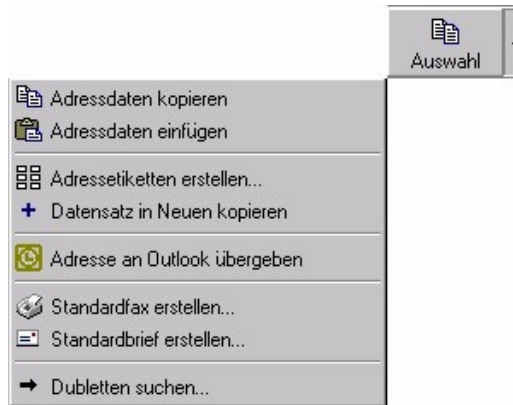 Auswahl
Adressdaten kopieren
Adressdaten einfügen
Adressetiketten erstellen...
Datensatz in Neuen kopieren
Adresse an Outlook übergeben
Standardfax erstellen...
Standardbrief erstellen...
Dubletten suchen...